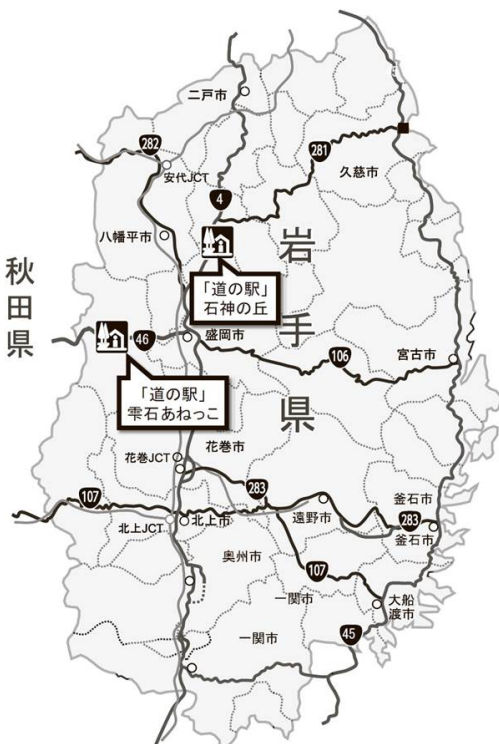 二戸市
282
281
安代JCT
久慈市
4
八幡平市
岩手県
秋田県
「道の駅」
石神の丘
46
盛岡市
106
宮古市
「道の駅」
雫石あねっこ
花巻市
花巻JCT
283
107
遠野市
釜石市
283
北上JCT
北上市
釜石市
奥州市
107
一関市
大船
渡市
一関市
45